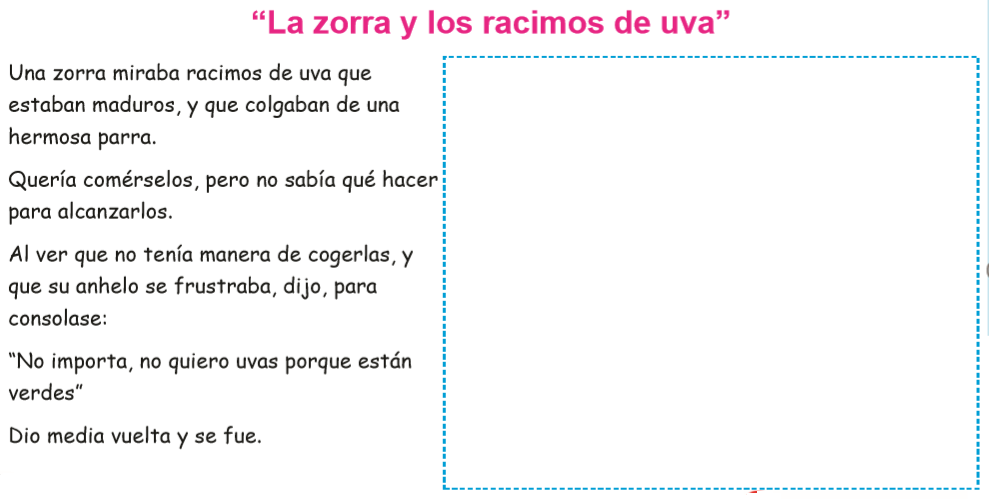 “La zorra y los racimos de uva”
Una zorra miraba racimos de uva que
estaban maduros, y que colgaban de una
hermosa parra.
Quería comérselos, pero no sabía qué hacer
para alcanzarlos.
Al ver que no tenía manera de cogerlas, y
que su anhelo se frustraba, dijo, para
consolase:
“No importa, no quiero uvas porque están
verdes”
Dio media vuelta y se fue.